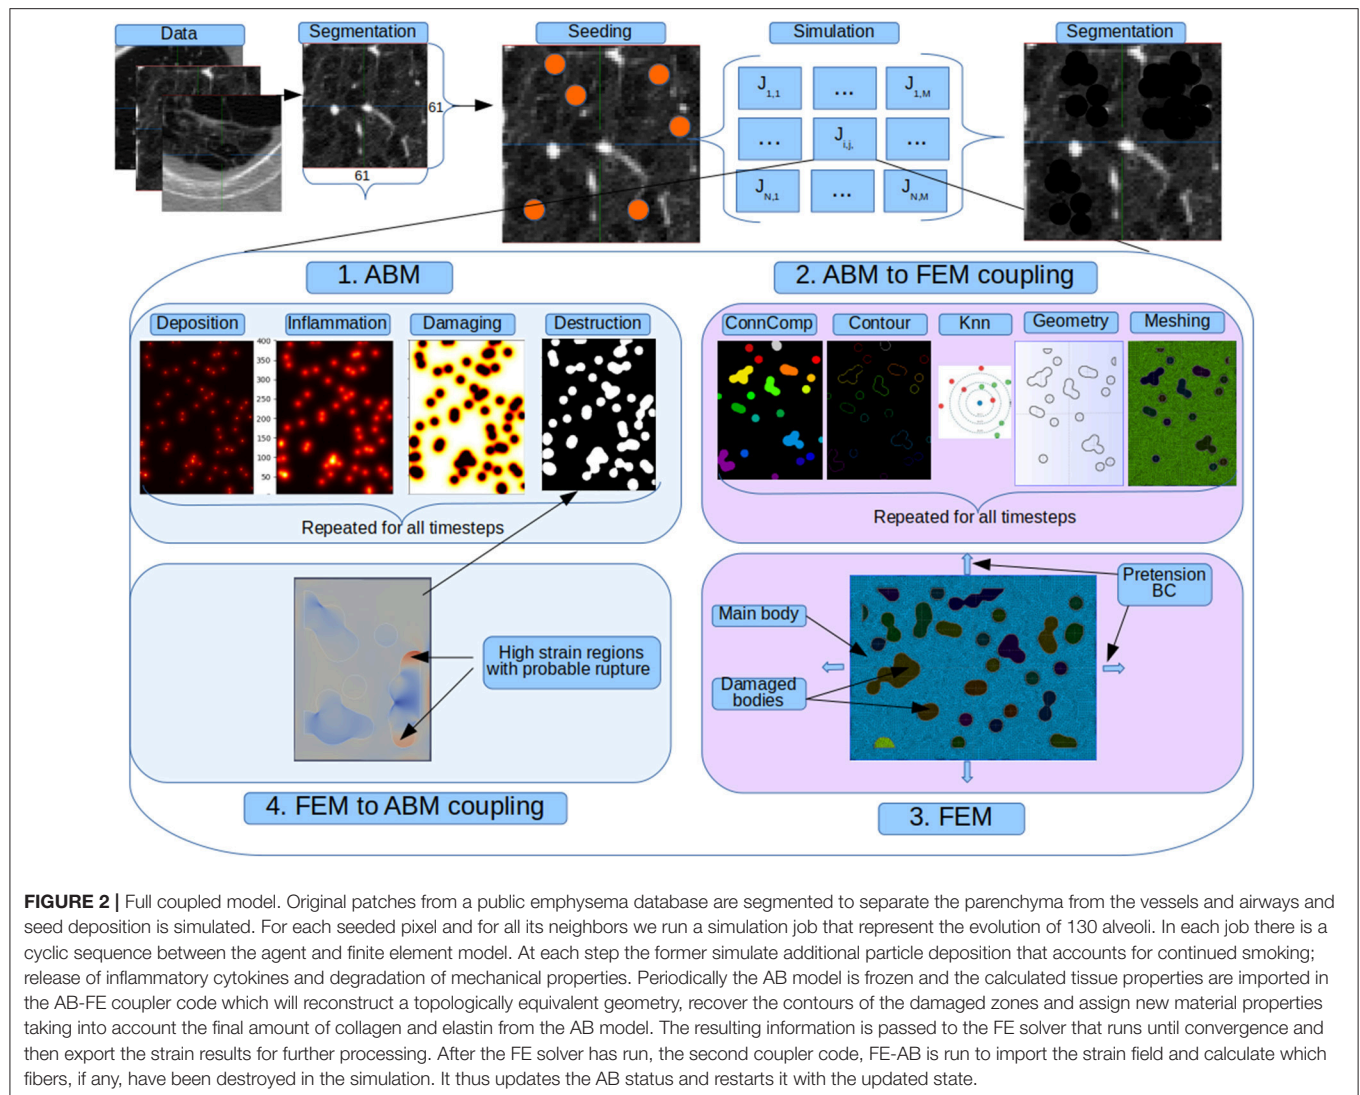 Data
Segmentation
Seeding
Simulation
Segmentation
61
61
J1,1
...
J1,M
...
Ji,j,
...
JN,1
...
JN,M
1. ABM
2. ABM to FEM coupling
Deposition
Inflammation
Damaging
Destruction
400
350
300
250
200
150
100
50
0
Repeated for all timesteps
ConnComp
Contour
Knn
Geometry
Meshing
Repeated for all timesteps
High strain regions
with probable rupture
4. FEM to ABM coupling
Main body
Damaged
bodies
Pretension
BC
3. FEM
FIGURE 2 | Full coupled model. Original patches from a public emphysema database are segmented to separate the parenchyma from the vessels and airways and
seed deposition is simulated. For each seeded pixel and for all its neighbors we run a simulation job that represent the evolution of 130 alveoli. In each job there is a
cyclic sequence between the agent and finite element model. At each step the former simulate additional particle deposition that accounts for continued smoking;
release of inflammatory cytokines and degradation of mechanical properties. Periodically the AB model is frozen and the calculated tissue properties are imported in
the AB-FE coupler code which will reconstruct a topologically equivalent geometry, recover the contours of the damaged zones and assign new material properties
taking into account the final amount of collagen and elastin from the AB model. The resulting information is passed to the FE solver that runs until convergence and
then export the strain results for further processing. After the FE solver has run, the second coupler code, FE-AB is run to import the strain field and calculate which
fibers, if any, have been destroyed in the simulation. It thus updates the AB status and restarts it with the updated state.